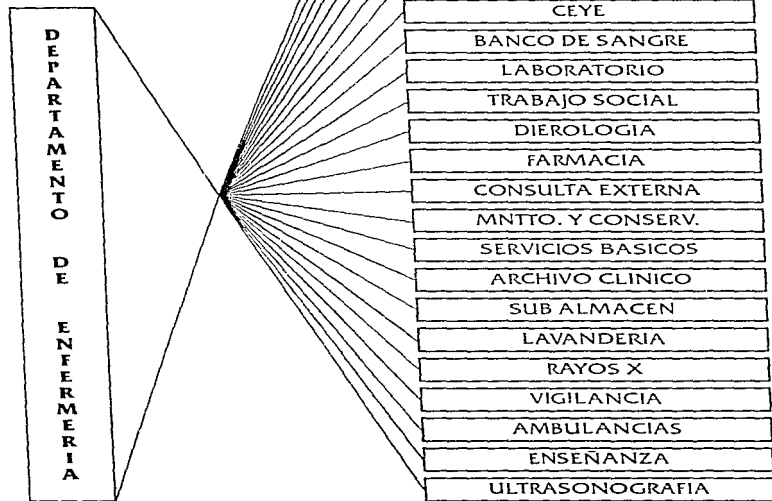 DEPARTAMENTO DE ENFERMERIA
CEYE
BANCO DE SANGRE
LABORATORIO
TRABAJO SOCIAL
DIEROLOGIA
FARMACIA
CONSULTA EXTERNA
MNTTO. Y CONSERV.
SERVICIOS BASICOS
ARCHIVO CLINICO
SUB ALMACEN
LAVANDERIA
RAYOS X
VIGILANCIA
AMBULANCIAS
ENSEÑANZA
ULTRASONOGRAFIA